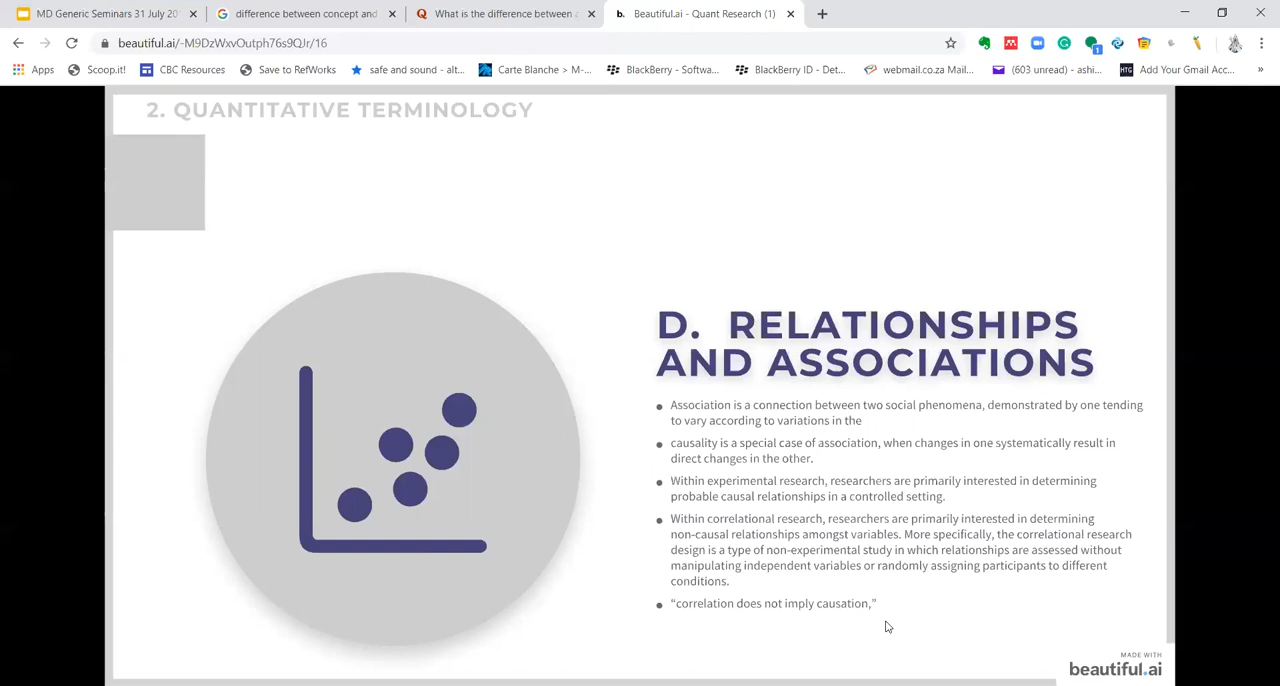 MD Generic Seminars 31 July 201
difference between concept and
What is the difference between a
b. Beautiful.ai - Quant Research (1)
beautiful.ai/-M9DzWxvOutph76s9QJr/16
Apps
Scoop.it!
CBC Resources
Save to RefWorks
safe and sound - alt...
Carte Blanche > M-...
BlackBerry - Softwa...
BlackBerry ID - Det...
webmail.co.za Mail...
(603 unread) - ashi...
HTG
Add Your Gmail Acc...
2. QUANTITATIVE TERMINOLOGY
D. RELATIONSHIPS
AND ASSOCIATIONS
Association is a connection between two social phenomena, demonstrated by one tending
to vary according to variations in the
causality is a special case of association, when changes in one systematically result in
direct changes in the other.
Within experimental research, researchers are primarily interested in determining
probable causal relationships in a controlled setting.
Within correlational research, researchers are primarily interested in determining
non-causal relationships amongst variables. More specifically, the correlational research
design is a type of non-experimental study in which relationships are assessed without
manipulating independent variables or randomly assigning participants to different
conditions.
“correlation does not imply causation,”
MADE WITH
beautiful.ai